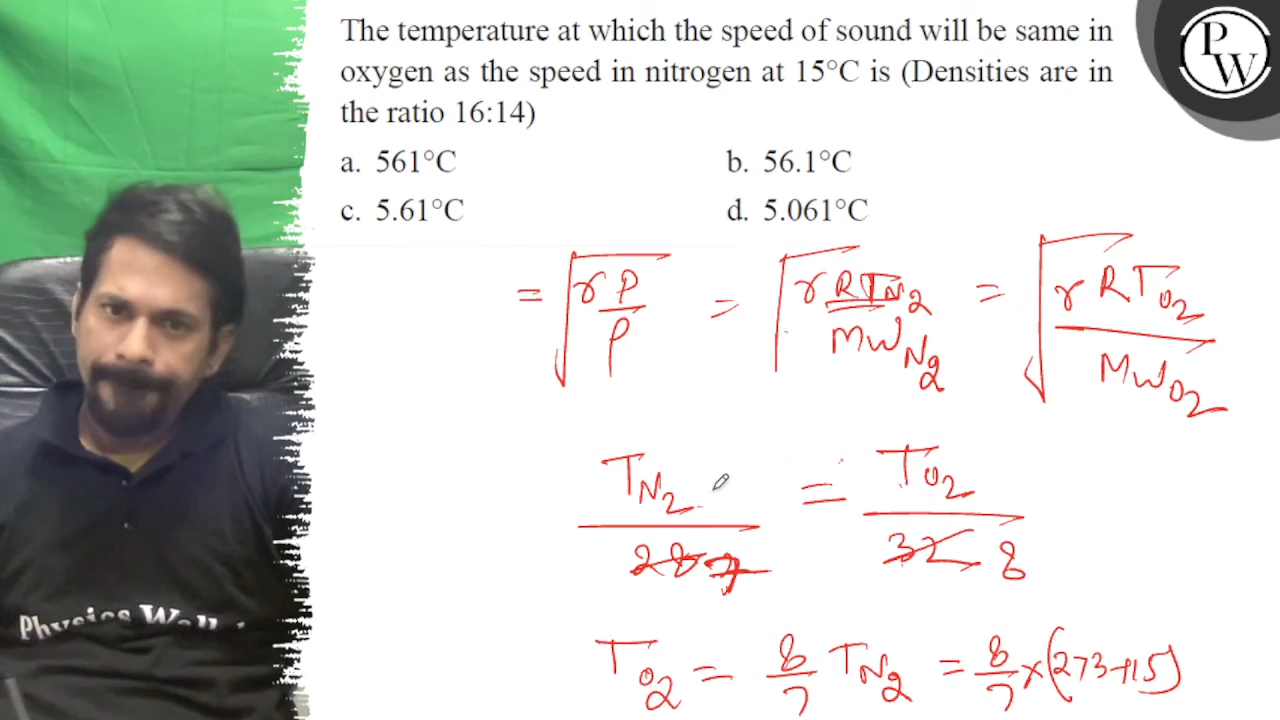 The temperature at which the speed of sound will be same in
oxygen as the speed in nitrogen at 15°C is (Densities are in
the ratio 16:14)
a. 561°C b. 56.1°C
c. 5.61°C d. 5.061°C
PW
= √(γP/ρ) = √(γRT_N₂/MW_N₂) = √(γRT_O₂/MW_O₂)
T_N₂/28 7 = T_O₂/32 8
T_O₂ = 8/7 T_N₂ = 8/7 × (273+15)
Physics Wall